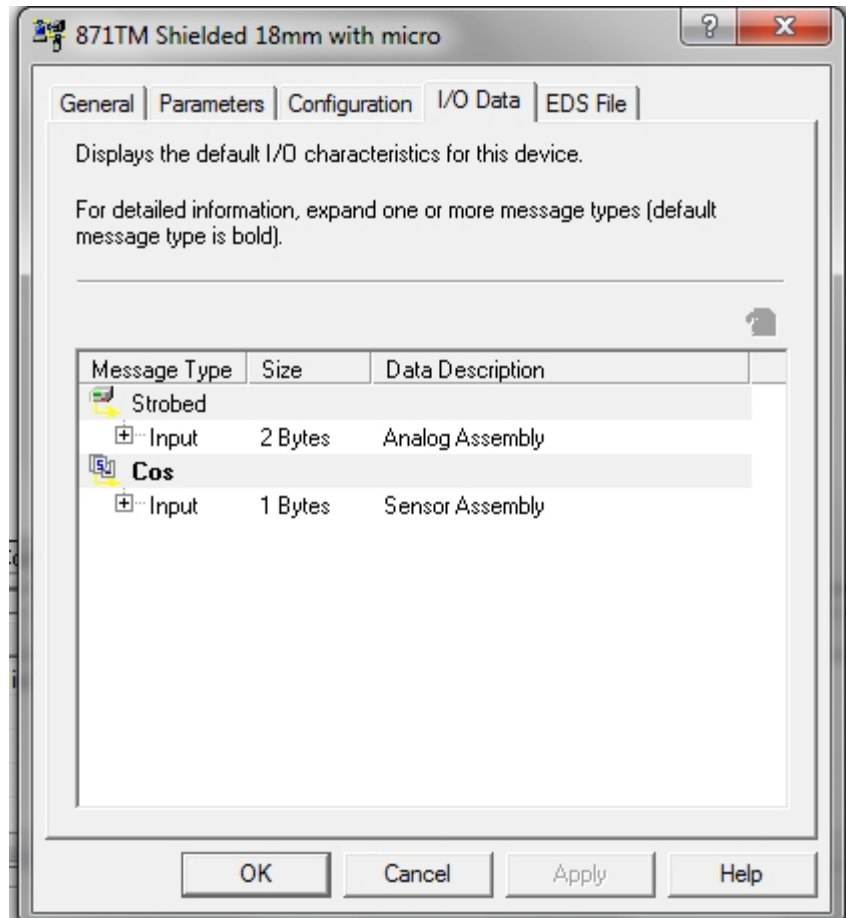 871TM Shielded 18mm with micro
General Parameters Configuration I/O Data EDS File
Displays the default I/O characteristics for this device.
For detailed information, expand one or more message types (default
message type is bold).
Message Type Size Data Description
Strobed
Input 2 Bytes Analog Assembly
Cos
Input 1 Bytes Sensor Assembly
OK Cancel Apply Help